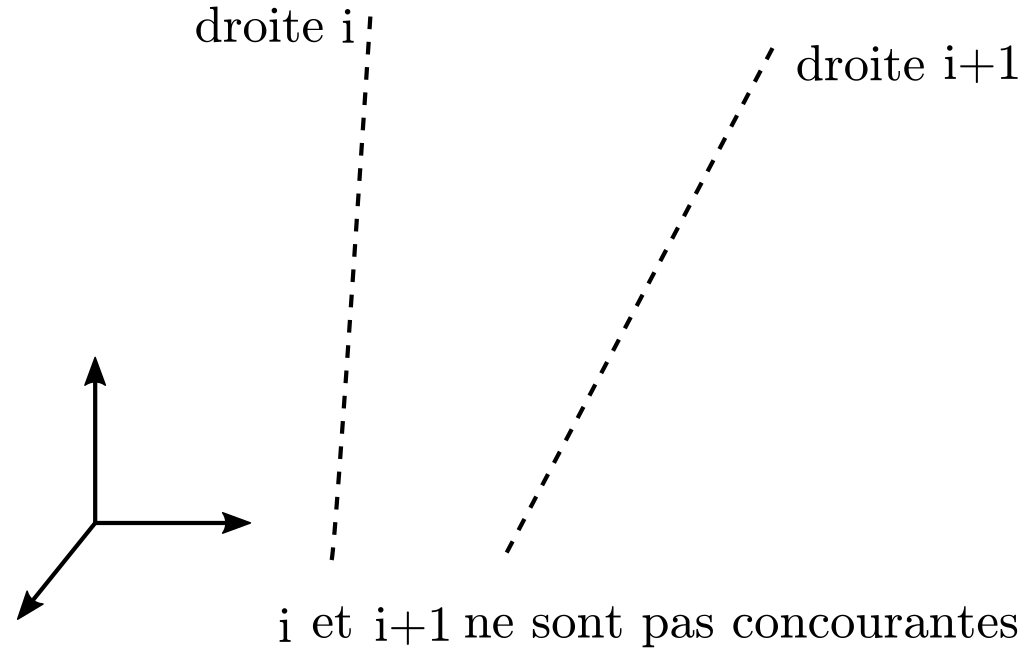 droite i
droite i+1
i et i+1 ne sont pas concourantes